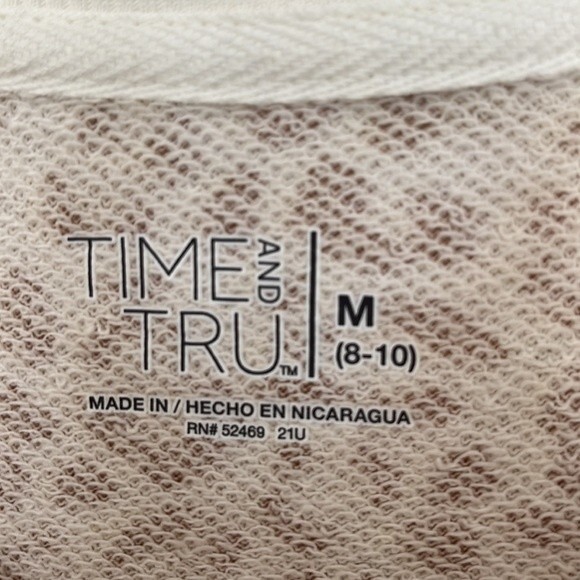 TIME AND
TRU™
M
(8-10)
MADE IN / HECHO EN NICARAGUA
RN# 52469 21U